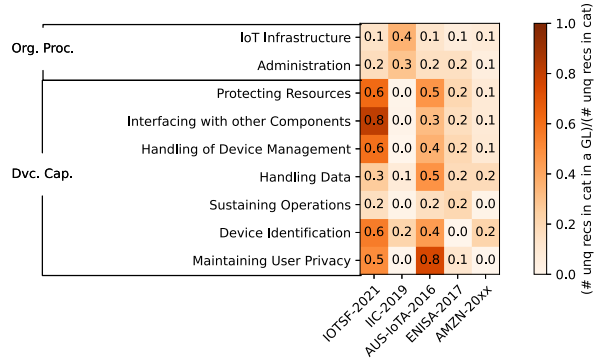 Org. Proc.
IoT Infrastructure 0.1 0.4 0.1 0.1 0.1
Administration 0.2 0.3 0.2 0.2 0.1
Dvc. Cap.
Protecting Resources 0.6 0.0 0.5 0.2 0.1
Interfacing with other Components 0.8 0.0 0.3 0.2 0.1
Handling of Device Management 0.6 0.1 0.4 0.2 0.1
Handling Data 0.3 0.1 0.5 0.2 0.2
Sustaining Operations 0.2 0.0 0.2 0.2 0.0
Device Identification 0.6 0.2 0.4 0.0 0.2
Maintaining User Privacy 0.5 0.0 0.8 0.1 0.0
IOTSF-2021
IIC-2019
AUS-IoTA-2016
ENISA-2017
AMZN-20xx
1.0
0.8
0.6
0.4
0.2
0.0
(# unq recs in cat in a GL)/(# unq recs in cat)